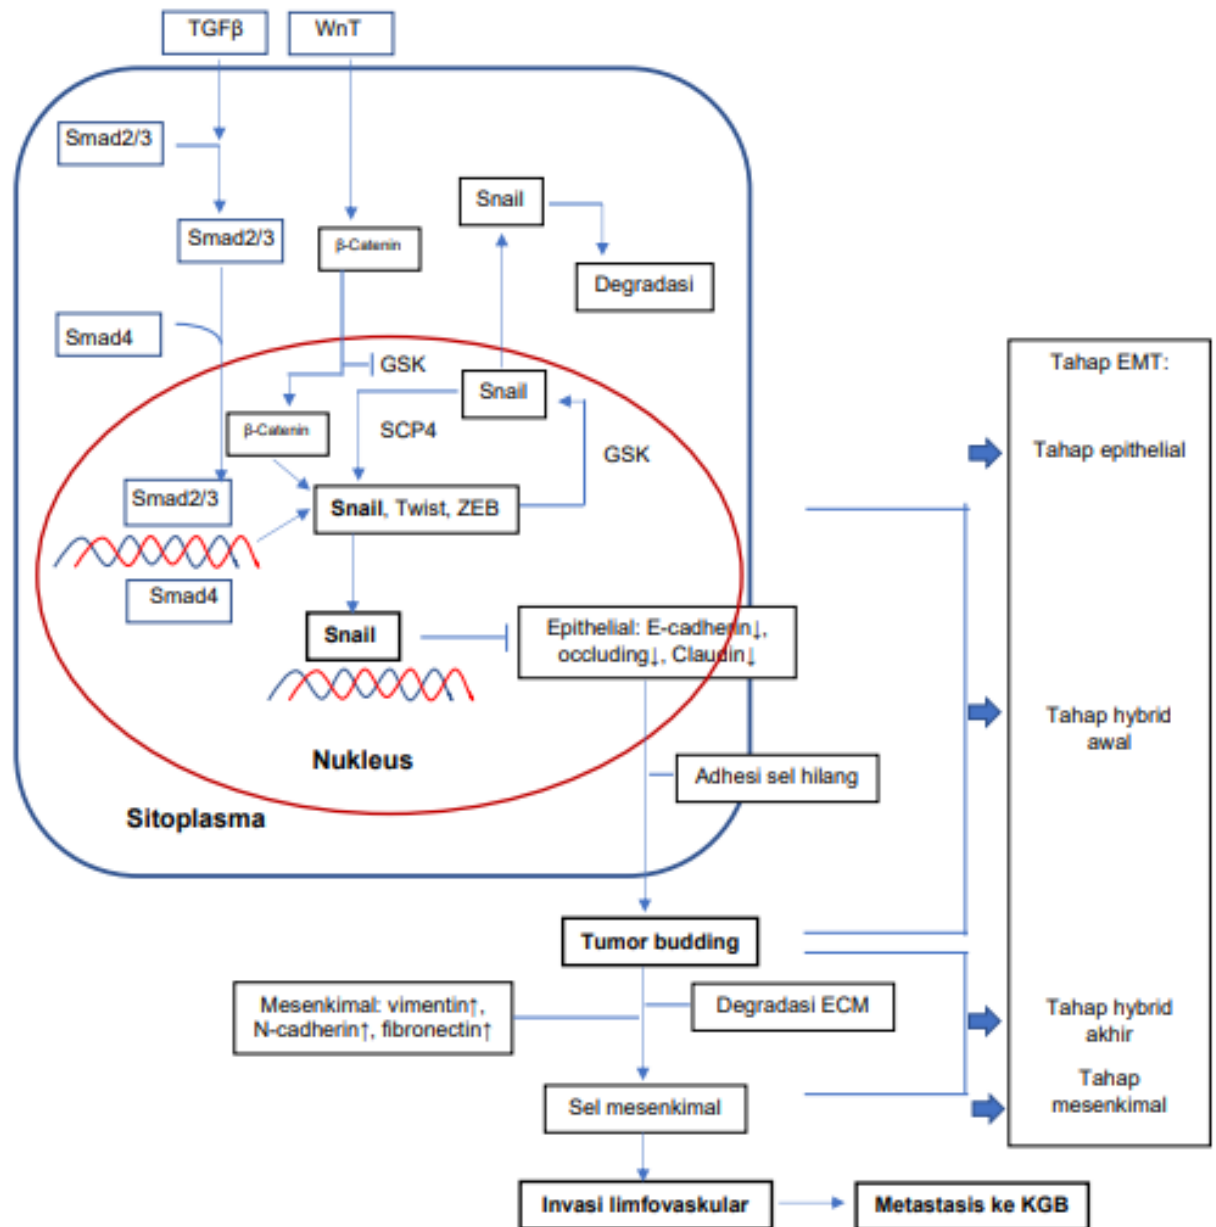 TGFβ
WnT
Smad2/3
Snail
Smad2/3
β-Catenin
Degradasi
Smad4
GSK
Snail
β-Catenin
SCP4
GSK
Smad2/3
Snail, Twist, ZEB
Smad4
Snail
Epithelial: E-cadherin↓,
occluding↓, Claudin↓
Nukleus
Adhesi sel hilang
Sitoplasma
Tumor budding
Mesenkimal: vimentin↑,
N-cadherin↑, fibronectin↑
Degradasi ECM
Sel mesenkimal
Invasi limfovaskular
Metastasis ke KGB
Tahap EMT:
Tahap epithelial
Tahap hybrid
awal
Tahap hybrid
akhir
Tahap
mesenkimal